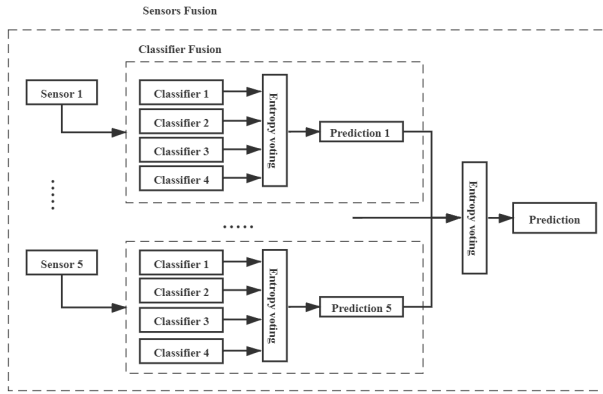 Sensors Fusion
Classifier Fusion
Sensor 1
Classifier 1
Classifier 2
Classifier 3
Classifier 4
Entropy voting
Prediction 1
Entropy voting
Prediction
Sensor 5
Classifier 1
Classifier 2
Classifier 3
Classifier 4
Entropy voting
Prediction 5